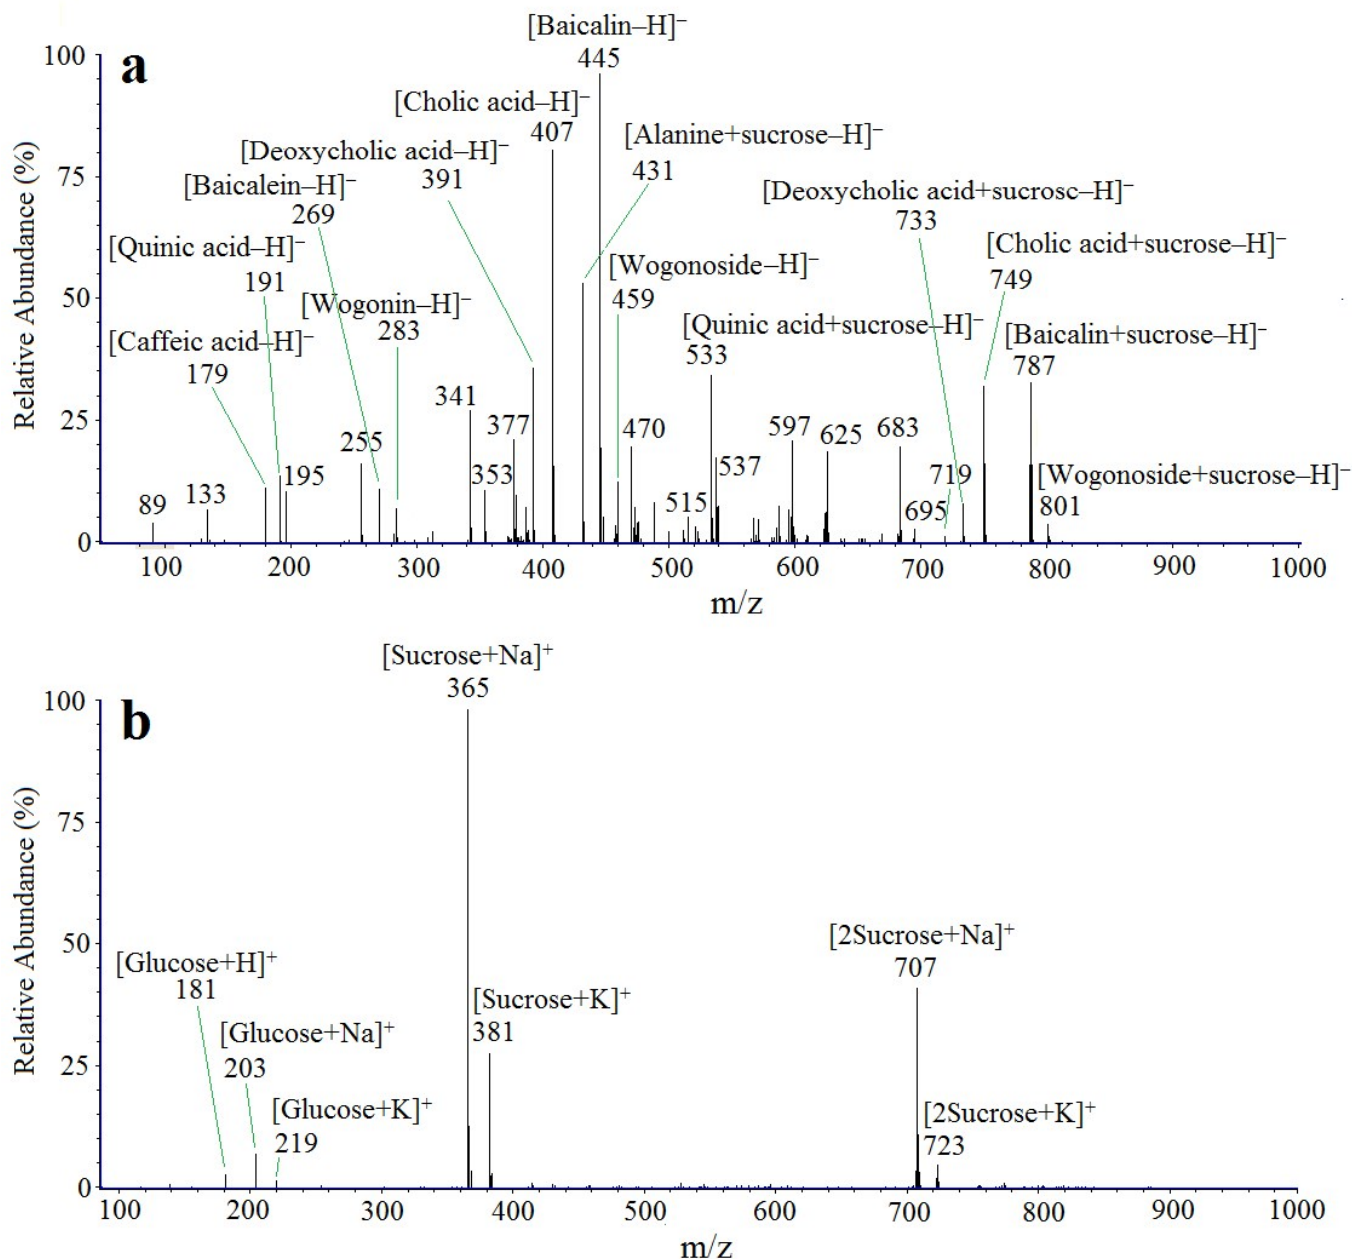 [Baicalin–H]⁻
445
a
[Cholic acid–H]⁻
407
[Alanine+sucrose–H]⁻
431
[Deoxycholic acid–H]⁻
391
[Baicalein–H]⁻
269
[Deoxycholic acid+sucrosc–H]⁻
733
[Quinic acid–H]⁻
191
[Cholic acid+sucrose–H]⁻
749
[Wogonin–H]⁻
283
[Wogonoside–H]⁻
459
[Quinic acid+sucrose–H]⁻
533
[Baicalin+sucrose–H]⁻
787
[Caffeic acid–H]⁻
179
341
377
353
255
195
133
89
470
537
515
597
625
683
719
695
[Wogonoside+sucrose–H]⁻
801
Relative Abundance (%)
100
75
50
25
0
100 200 300 400 500 600 700 800 900 1000
m/z
[Sucrose+Na]⁺
365
b
[2Sucrose+Na]⁺
707
[Glucose+H]⁺
181
[Sucrose+K]⁺
381
[Glucose+Na]⁺
203
[Glucose+K]⁺
219
[2Sucrose+K]⁺
723
Relative Abundance (%)
100
75
50
25
0
100 200 300 400 500 600 700 800 900 1000
m/z